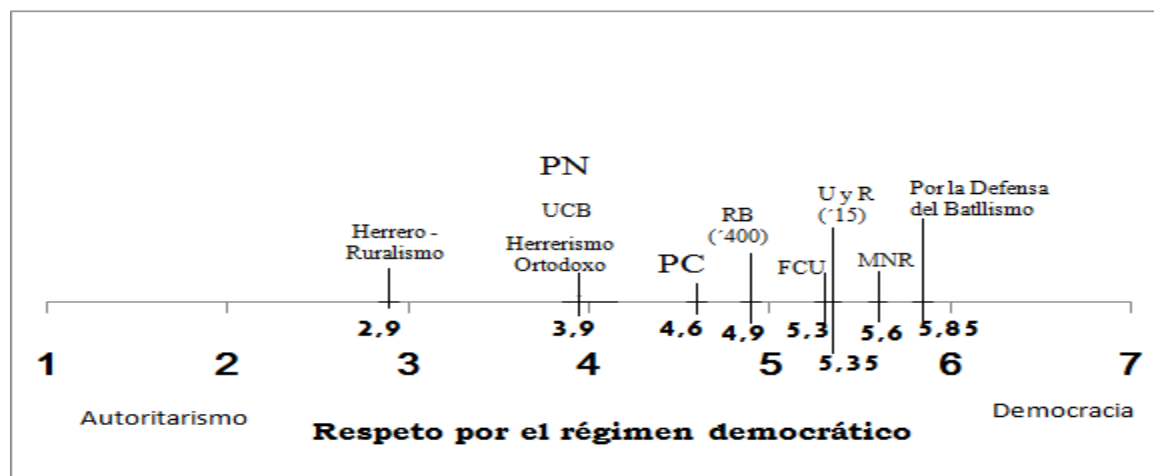 PN
UCB
Herrero -
Ruralismo
Herrerismo
Ortodoxo
PC
RB
(´400)
FCU
U y R
(´15)
MNR
Por la Defensa
del Batllismo
2,9
3,9
4,6
4,9
5,3
5,35
5,6
5,85
1 2 3 4 5 6 7
Autoritarismo
Democracia
Respeto por el régimen democrático